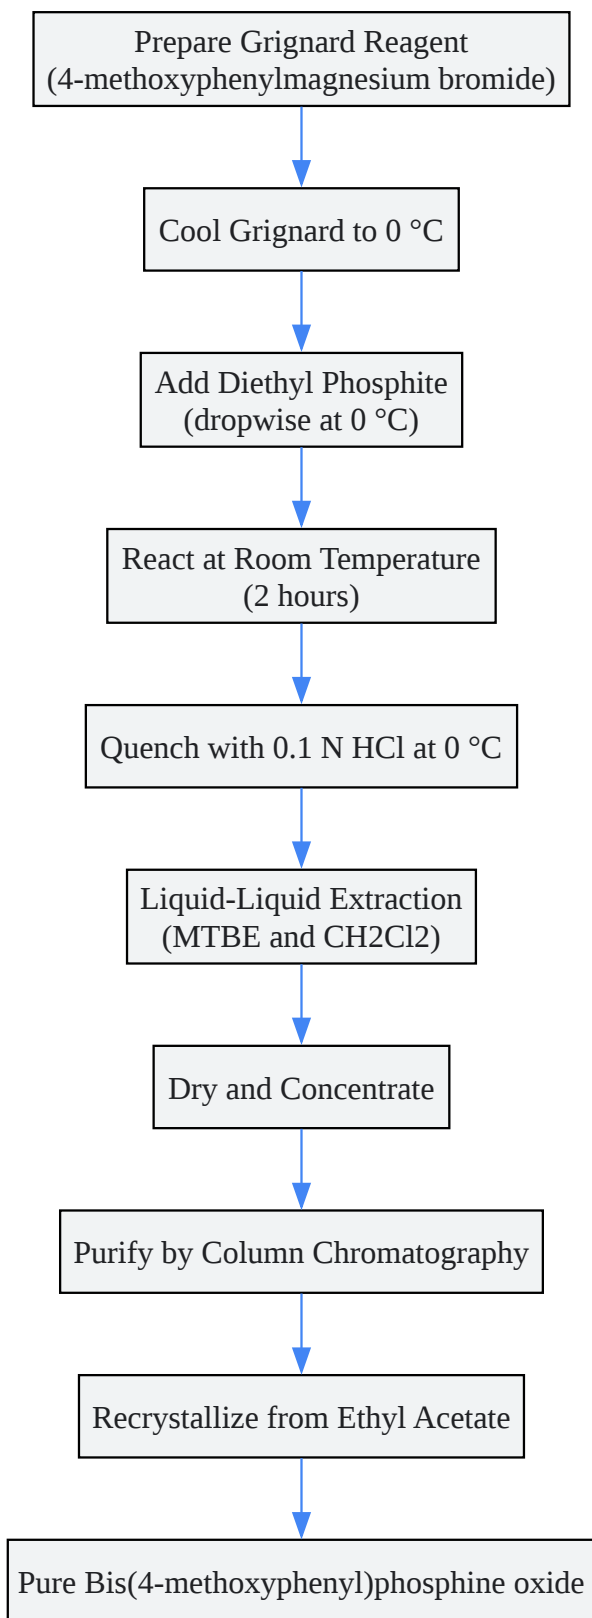 Prepare Grignard Reagent
(4-methoxyphenylmagnesium bromide)
Cool Grignard to 0 °C
Add Diethyl Phosphite
(dropwise at 0 °C)
React at Room Temperature
(2 hours)
Quench with 0.1 N HCl at 0 °C
Liquid-Liquid Extraction
(MTBE and CH2Cl2)
Dry and Concentrate
Purify by Column Chromatography
Recrystallize from Ethyl Acetate
Pure Bis(4-methoxyphenyl)phosphine oxide